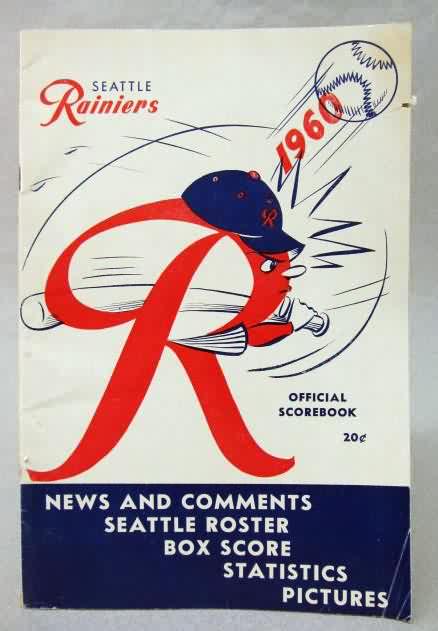 SEATTLE
Rainiers
1960
R
R
OFFICIAL
SCOREBOOK
20¢
NEWS AND COMMENTS
SEATTLE ROSTER
BOX SCORE
STATISTICS
PICTURES